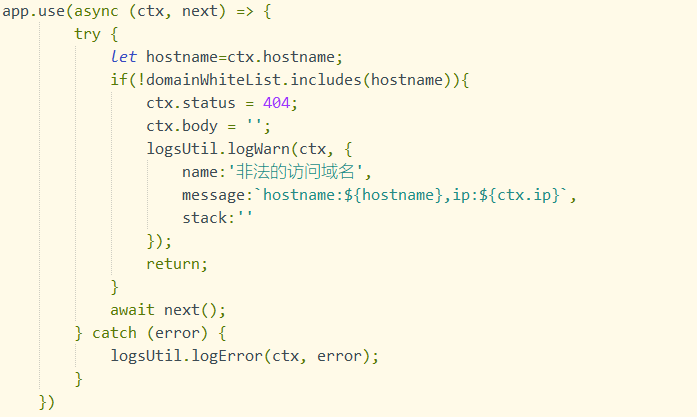 app.use(async (ctx, next) => {
try {
let hostname=ctx.hostname;
if(!domainWhiteList.includes(hostname)){
ctx.status = 404;
ctx.body = '';
logsUtil.logWarn(ctx, {
name:'非法的访问域名',
message:`hostname:${hostname},ip:${ctx.ip}`,
stack:''
});
return;
}
await next();
} catch (error) {
logsUtil.logError(ctx, error);
}
})